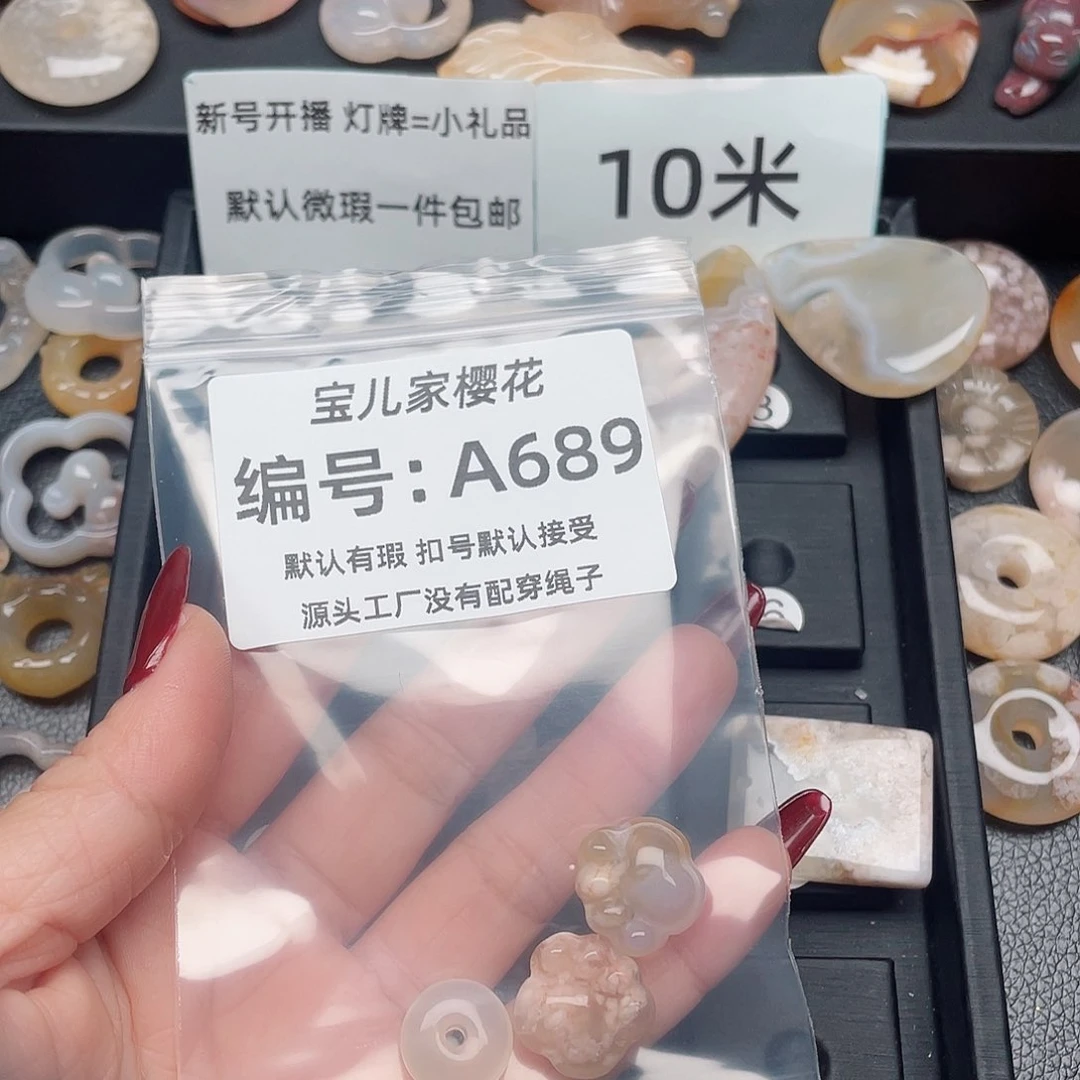 新号开播 灯牌=小礼品
默认微瑕一件包邮
10米
宝儿家樱花
编号：A689
默认有瑕 扣号默认接受
源头工厂没有配穿绳子
B
C